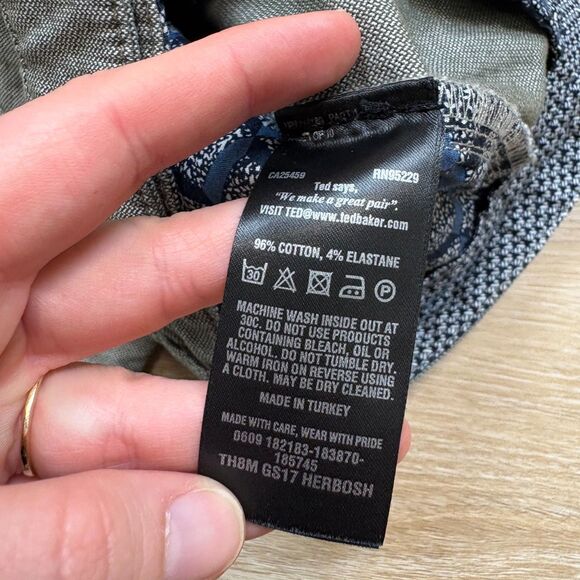 CA25459 RN95229
Ted says,
"We make a great pair".
VISIT TED@www.tedbaker.com
96% COTTON, 4% ELASTANE
30 P
MACHINE WASH INSIDE OUT AT
30C. DO NOT USE PRODUCTS
CONTAINING BLEACH, OIL OR
ALCOHOL. DO NOT TUMBLE DRY.
WARM IRON ON REVERSE USING
A CLOTH. MAY BE DRY CLEANED.
MADE IN TURKEY
MADE WITH CARE, WEAR WITH PRIDE
0609 182183-183870-
185745
TH8M GS17 HERBOSH